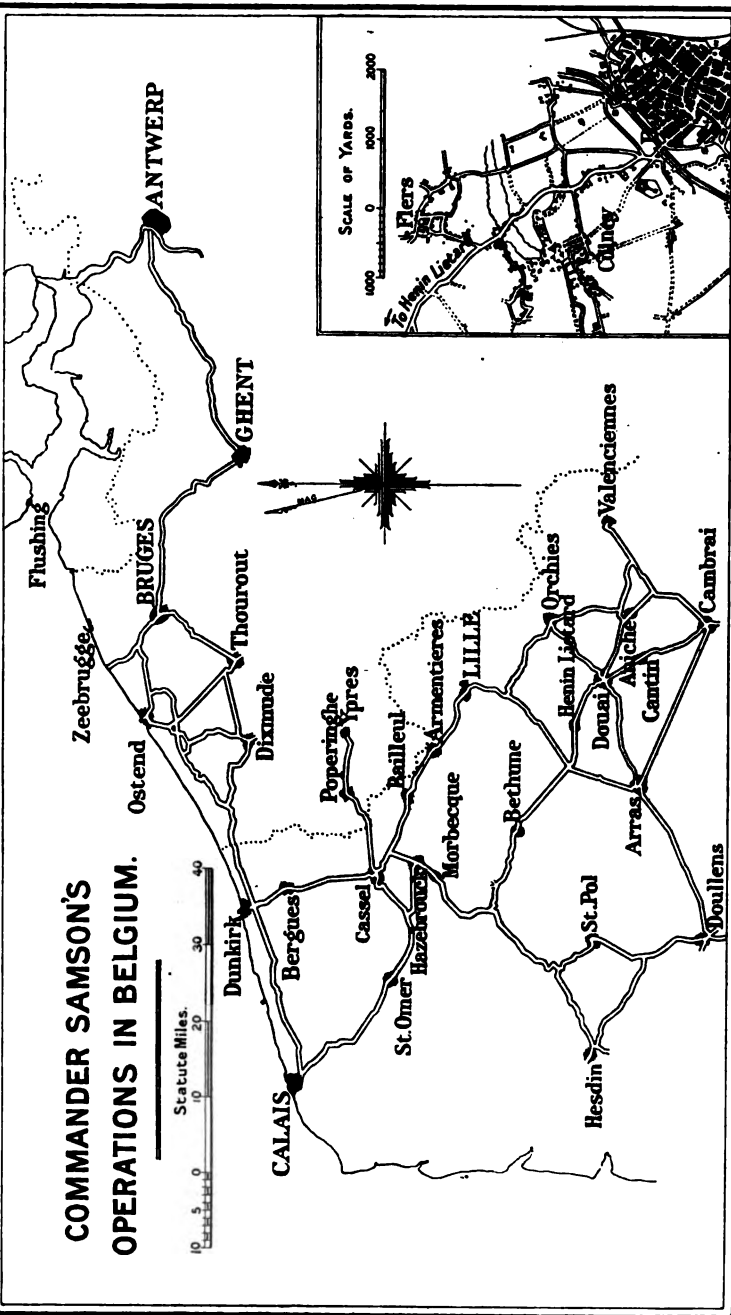 COMMANDER SAMSON'S
OPERATIONS IN BELGIUM.
Statute Miles.
10 5 0 10 20 30 40
Flushing
ANTWERP
Zeebrugge
BRUGES
GHENT
Ostend
Thourout
Dixmude
Dunkirk
Bergues
CALAIS
Poperinghe
Ypres
Cassel
Bailleul
Armentieres
St. Omer
Hazebrouck
Morbecque
LILLE
Bethune
Orchies
Henin Lietard
Valenciennes
Douai
Aniche
Cantin
Cambrai
Arras
St. Pol
Hesdin
Doullens
MAG
SCALE OF YARDS.
1000 0 1000 2000
Flers
To Henin Lietard